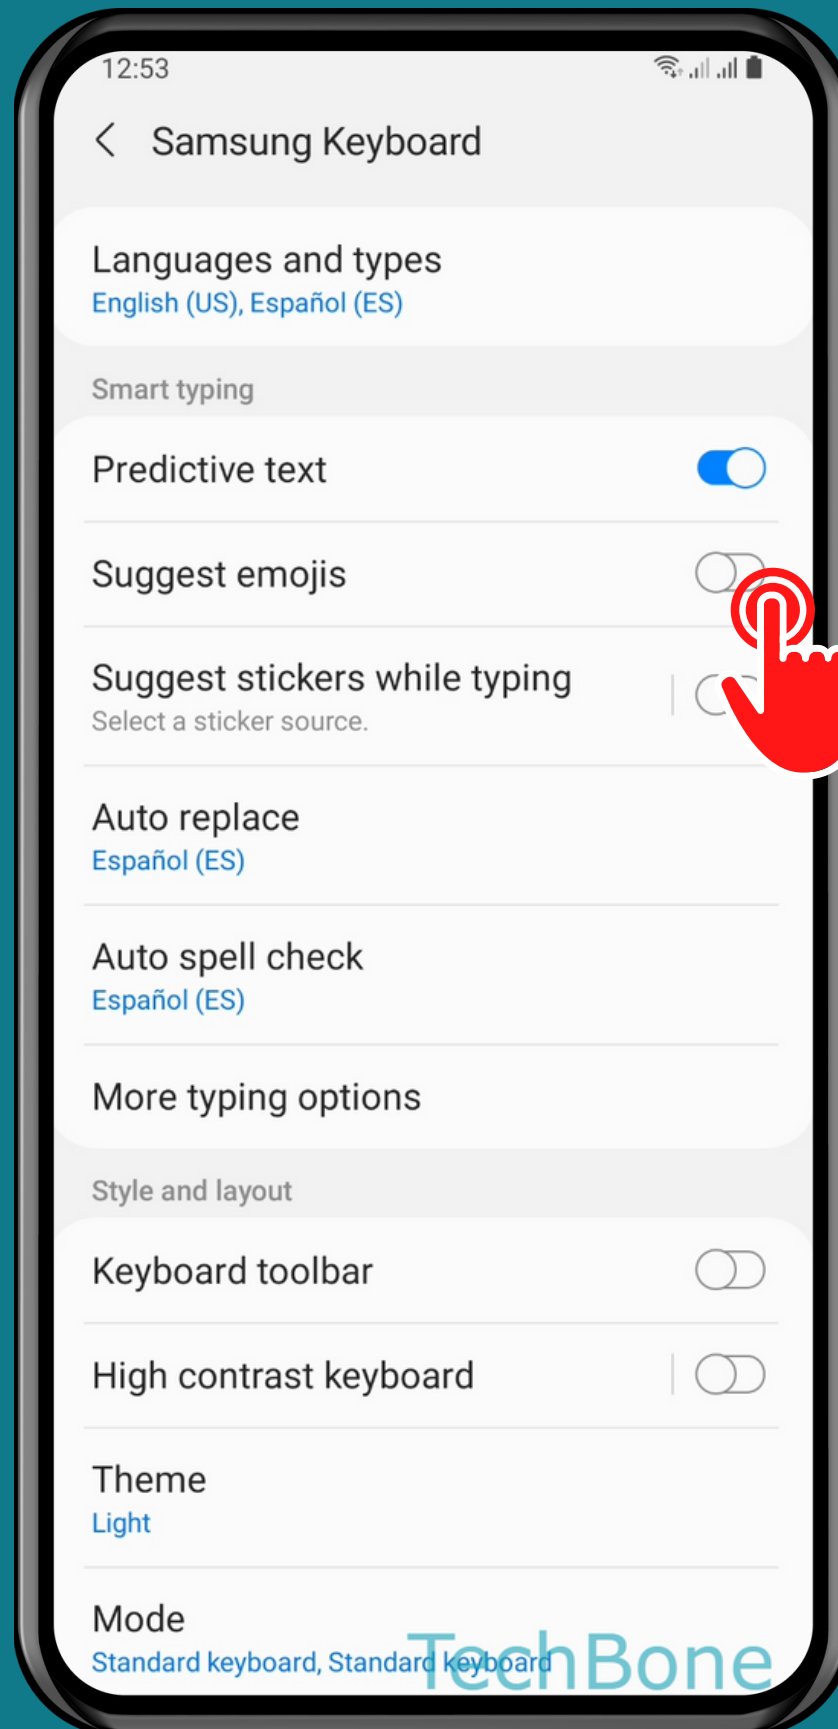 12:53
Samsung Keyboard
Languages and types
English (US), Español (ES)
Smart typing
Predictive text
Suggest emojis
Suggest stickers while typing
Select a sticker source.
Auto replace
Español (ES)
Auto spell check
Español (ES)
More typing options
Style and layout
Keyboard toolbar
High contrast keyboard
Theme
Light
Mode
Standard keyboard, Standard keyboard
TechBone